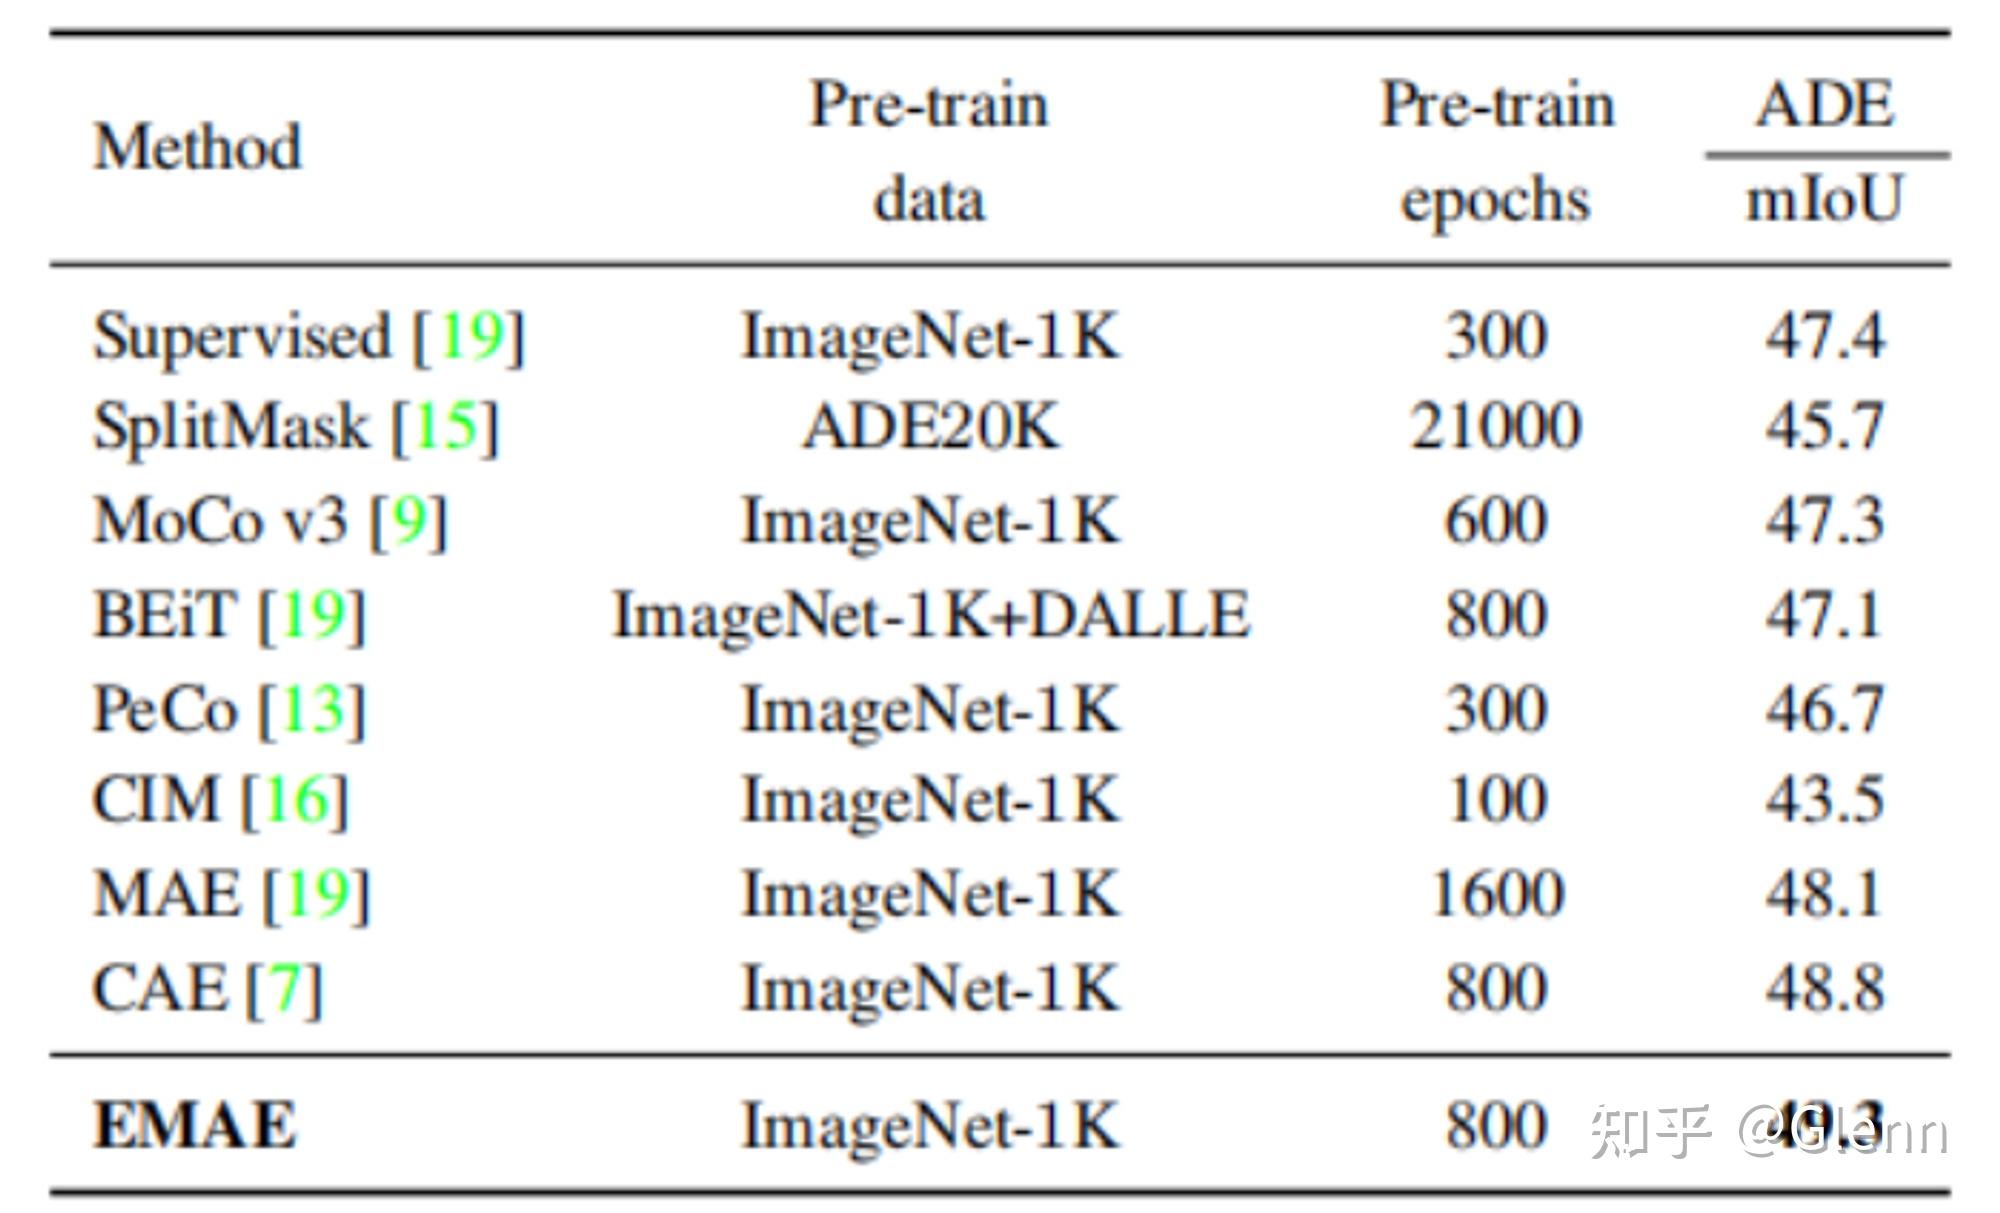 Method Pre-train data Pre-train epochs ADE mIoU
Supervised [19] ImageNet-1K 300 47.4
SplitMask [15] ADE20K 21000 45.7
MoCo v3 [9] ImageNet-1K 600 47.3
BEiT [19] ImageNet-1K+DALLE 800 47.1
PeCo [13] ImageNet-1K 300 46.7
CIM [16] ImageNet-1K 100 43.5
MAE [19] ImageNet-1K 1600 48.1
CAE [7] ImageNet-1K 800 48.8
EMAE ImageNet-1K 800
知乎 @Glenn